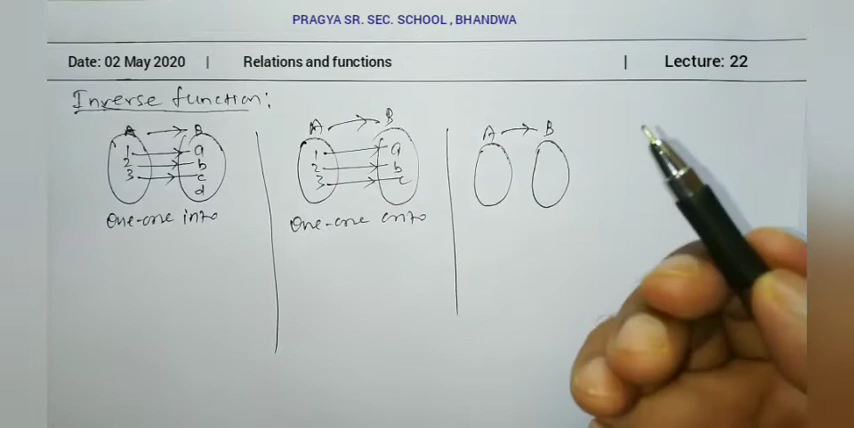 PRAGYA SR. SEC. SCHOOL , BHANDWA
Date: 02 May 2020 | Relations and functions | Lecture: 22
Inverse function:
A B
1 a
2 b
3 c
d
One-one into
A B
1 a
2 b
3 c
One-one onto
A B